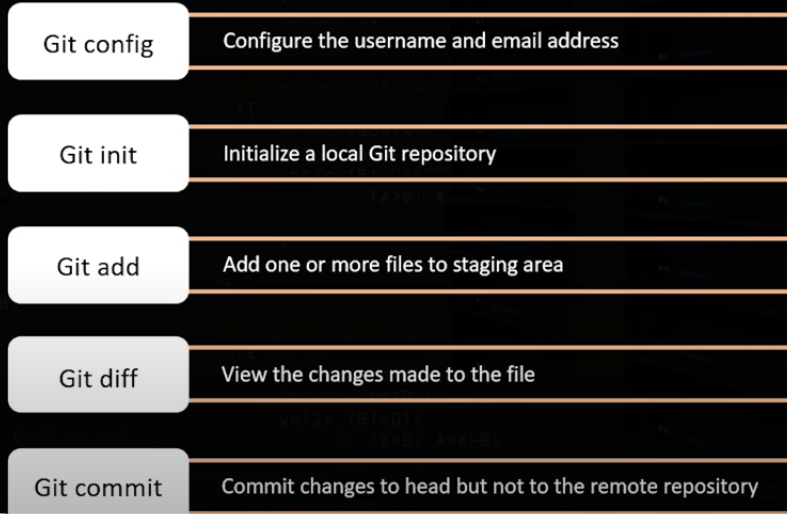 Git config Configure the username and email address
Git init Initialize a local Git repository
Git add Add one or more files to staging area
Git diff View the changes made to the file
Git commit Commit changes to head but not to the remote repository